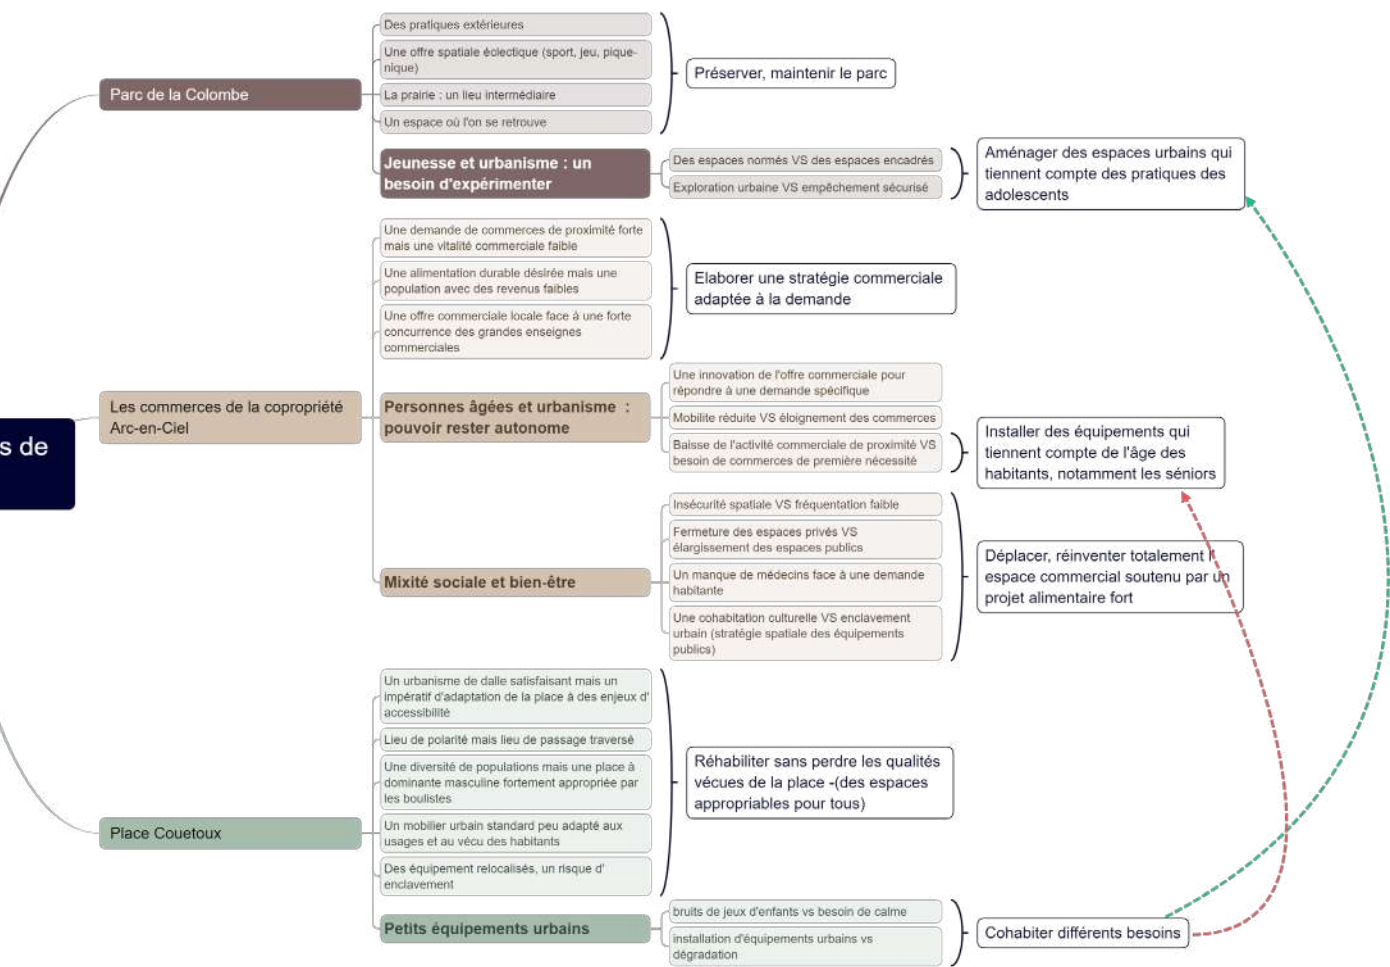 s de
Parc de la Colombe
Des pratiques extérieures
Une offre spatiale éclectique (sport, jeu, pique-
nique)
La prairie : un lieu intermédiaire
Un espace où l'on se retrouve
Préserver, maintenir le parc
Jeunesse et urbanisme : un
besoin d'expérimenter
Des espaces normés VS des espaces encadrés
Exploration urbaine VS empêchement sécurisé
Aménager des espaces urbains qui
tiennent compte des pratiques des
adolescents
Les commerces de la copropriété
Arc-en-Ciel
Une demande de commerces de proximité forte
mais une vitalité commerciale faible
Une alimentation durable désirée mais une
population avec des revenus faibles
Une offre commerciale locale face à une forte
concurrence des grandes enseignes
commerciales
Elaborer une stratégie commerciale
adaptée à la demande
Personnes âgées et urbanisme :
pouvoir rester autonome
Une innovation de l'offre commerciale pour
répondre à une demande spécifique
Mobilite réduite VS éloignement des commerces
Baisse de l'activité commerciale de proximité VS
besoin de commerces de première nécessité
Installer des équipements qui
tiennent compte de l'âge des
habitants, notamment les séniors
Mixité sociale et bien-être
Insécurité spatiale VS fréquentation faible
Fermeture des espaces privés VS
élargissement des espaces publics
Un manque de médecins face à une demande
habitante
Une cohabitation culturelle VS enclavement
urbain (stratégie spatiale des équipements
publics)
Déplacer, réinventer totalement l'
espace commercial soutenu par un
projet alimentaire fort
Place Couetoux
Un urbanisme de dalle satisfaisant mais un
impératif d'adaptation de la place à des enjeux d'
accessibilité
Lieu de polarité mais lieu de passage traversé
Une diversité de populations mais une place à
dominante masculine fortement appropriée par
les boulistes
Un mobilier urbain standard peu adapté aux
usages et au vécu des habitants
Des équipement relocalisés, un risque d'
enclavement
Réhabiliter sans perdre les qualités
vécues de la place -(des espaces
appropriables pour tous)
Petits équipements urbains
bruits de jeux d'enfants vs besoin de calme
installation d'équipements urbains vs
dégradation
Cohabiter différents besoins